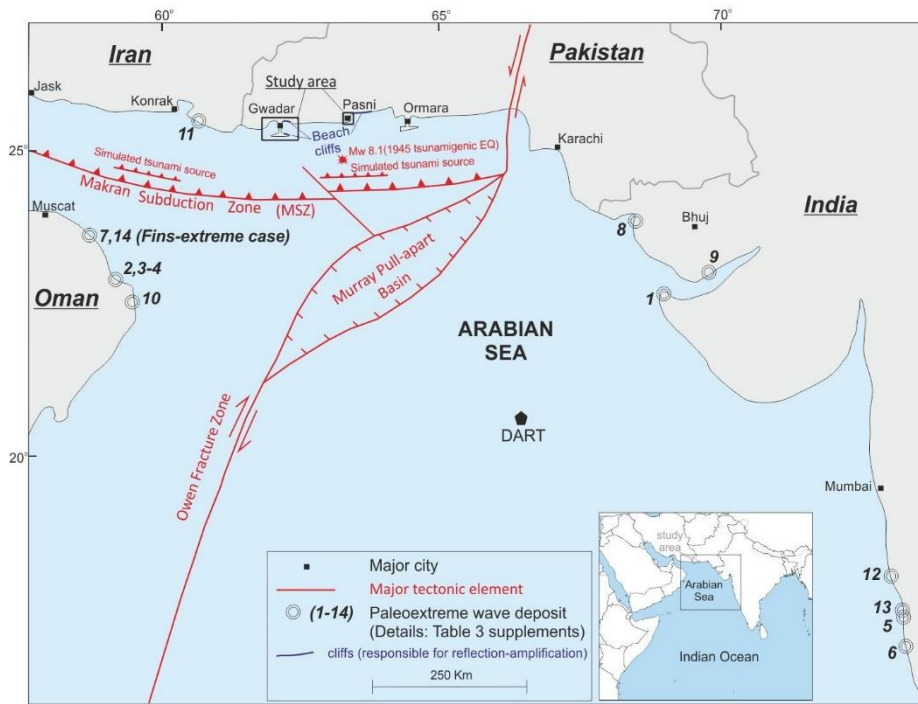 60°
65°
70°
Iran
Pakistan
Jask
Konrak
Study area
Gwadar
Pasni
Ormara
Beach
cliffs
Karachi
11
25°
Mw 8.1(1945 tsunamigenic EQ)
Simulated tsunami source
Simulated tsunami source
Makran Subduction Zone (MSZ)
Muscat
India
Bhuj
8
7,14 (Fins-extreme case)
9
2,3-4
1
10
Oman
Murray Pull-apart
Basin
ARABIAN
SEA
DART
20°
Owen Fracture Zone
Mumbai
12
13
5
6
Major city
Major tectonic element
(1-14) Paleoextreme wave deposit
(Details: Table 3 supplements)
cliffs (responsible for reflection-amplification)
250 Km
study
area
Arabian
Sea
Indian Ocean